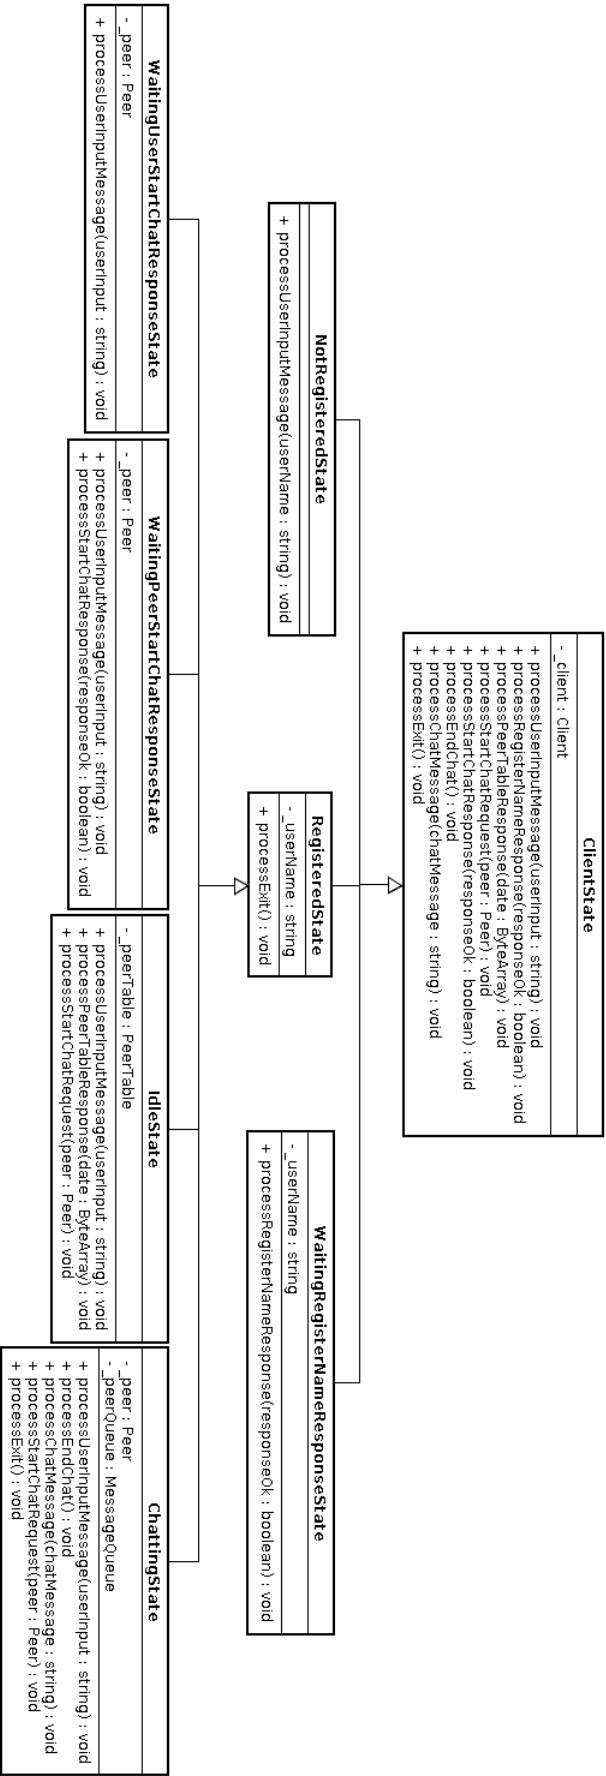 ClientState
- _client : Client
+ processUserInputMessage(userInput : string) : void
+ processRegisterNameResponse(responseOk : boolean) : void
+ processPeerTableResponse(date : ByteArray) : void
+ processStartChatRequest(peer : Peer) : void
+ processStartChatResponse(responseOk : boolean) : void
+ processEndChat() : void
+ processChatMessage(chatMessage : string) : void
+ processExit() : void
NotRegisteredState
+ processUserInputMessage(userName : string) : void
RegisteredState
- _userName : string
+ processExit() : void
WaitingRegisterNameResponseState
- _userName : string
+ processRegisterNameResponse(responseOk : boolean) : void
WaitingUserStartChatResponseState
- _peer : Peer
+ processUserInputMessage(userInput : string) : void
WaitingPeerStartChatResponseState
- _peer : Peer
+ processUserInputMessage(userInput : string) : void
+ processStartChatResponse(responseOk : boolean) : void
IdleState
- _peerTable : PeerTable
+ processUserInputMessage(userInput : string) : void
+ processPeerTableResponse(date : ByteArray) : void
+ processStartChatRequest(peer : Peer) : void
ChattingState
- _peer : Peer
- _peerQueue : MessageQueue
+ processUserInputMessage(userInput : string) : void
+ processEndChat() : void
+ processChatMessage(chatMessage : string) : void
+ processStartChatRequest(peer : Peer) : void
+ processExit() : void